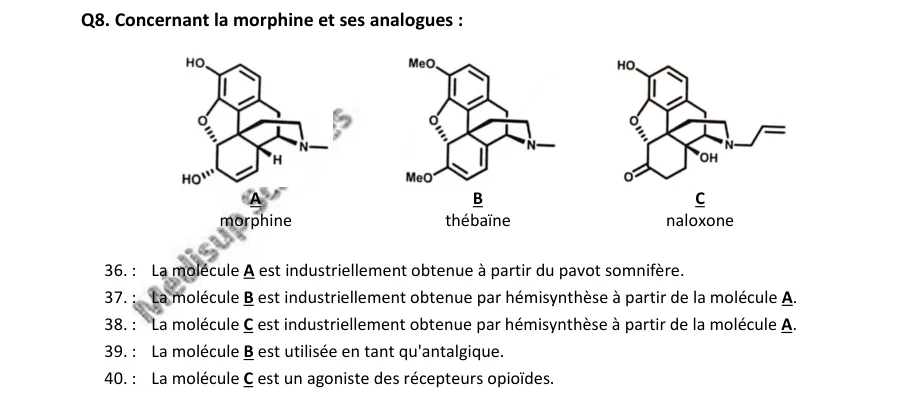 Q8. Concernant la morphine et ses analogues :
HO MeO HO
O O O
N N N
H OH
HO MeO O
A B C
morphine thébaïne naloxone
36. : La molécule A est industriellement obtenue à partir du pavot somnifère.
37. : La molécule B est industriellement obtenue par hémisynthèse à partir de la molécule A.
38. : La molécule C est industriellement obtenue par hémisynthèse à partir de la molécule A.
39. : La molécule B est utilisée en tant qu'antalgique.
40. : La molécule C est un agoniste des récepteurs opioïdes.